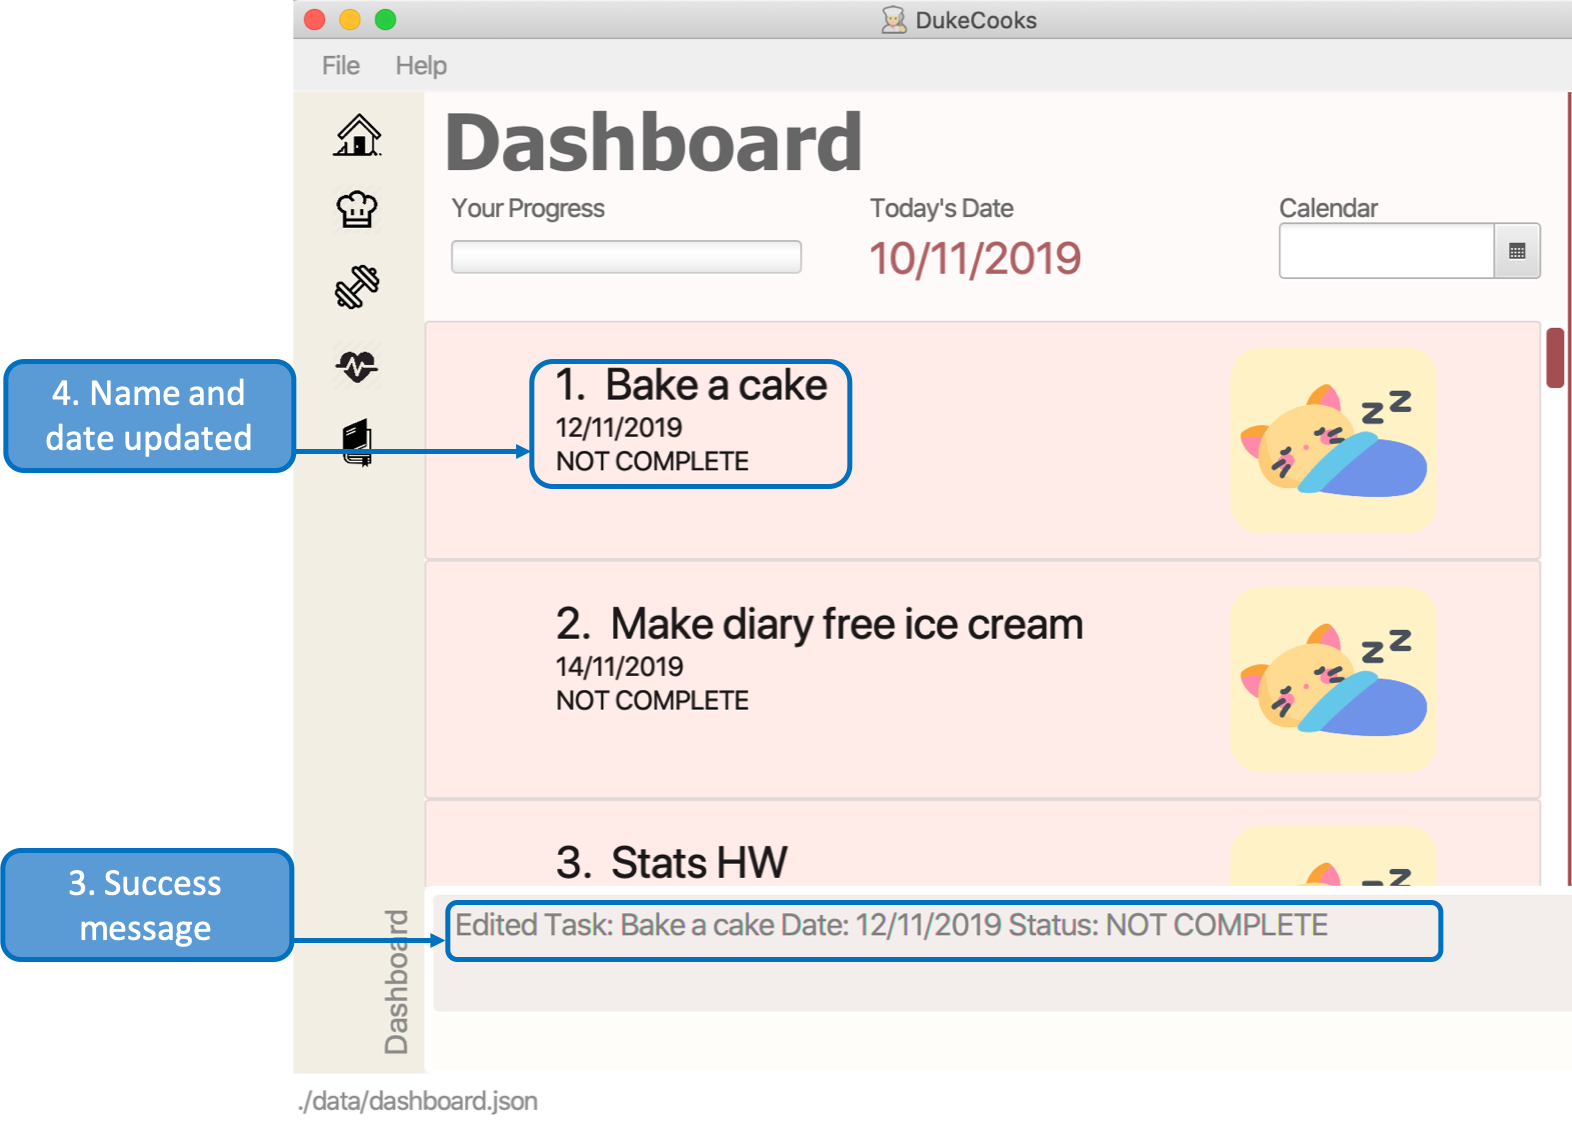 DukeCooks
File Help
Dashboard
Your Progress
Today's Date
Calendar
10/11/2019
4. Name and
date updated
1. Bake a cake
12/11/2019
NOT COMPLETE
z z
2. Make diary free ice cream
14/11/2019
NOT COMPLETE
z z
3. Stats HW
z
3. Success
message
Dashboard
Edited Task: Bake a cake Date: 12/11/2019 Status: NOT COMPLETE
./data/dashboard.json